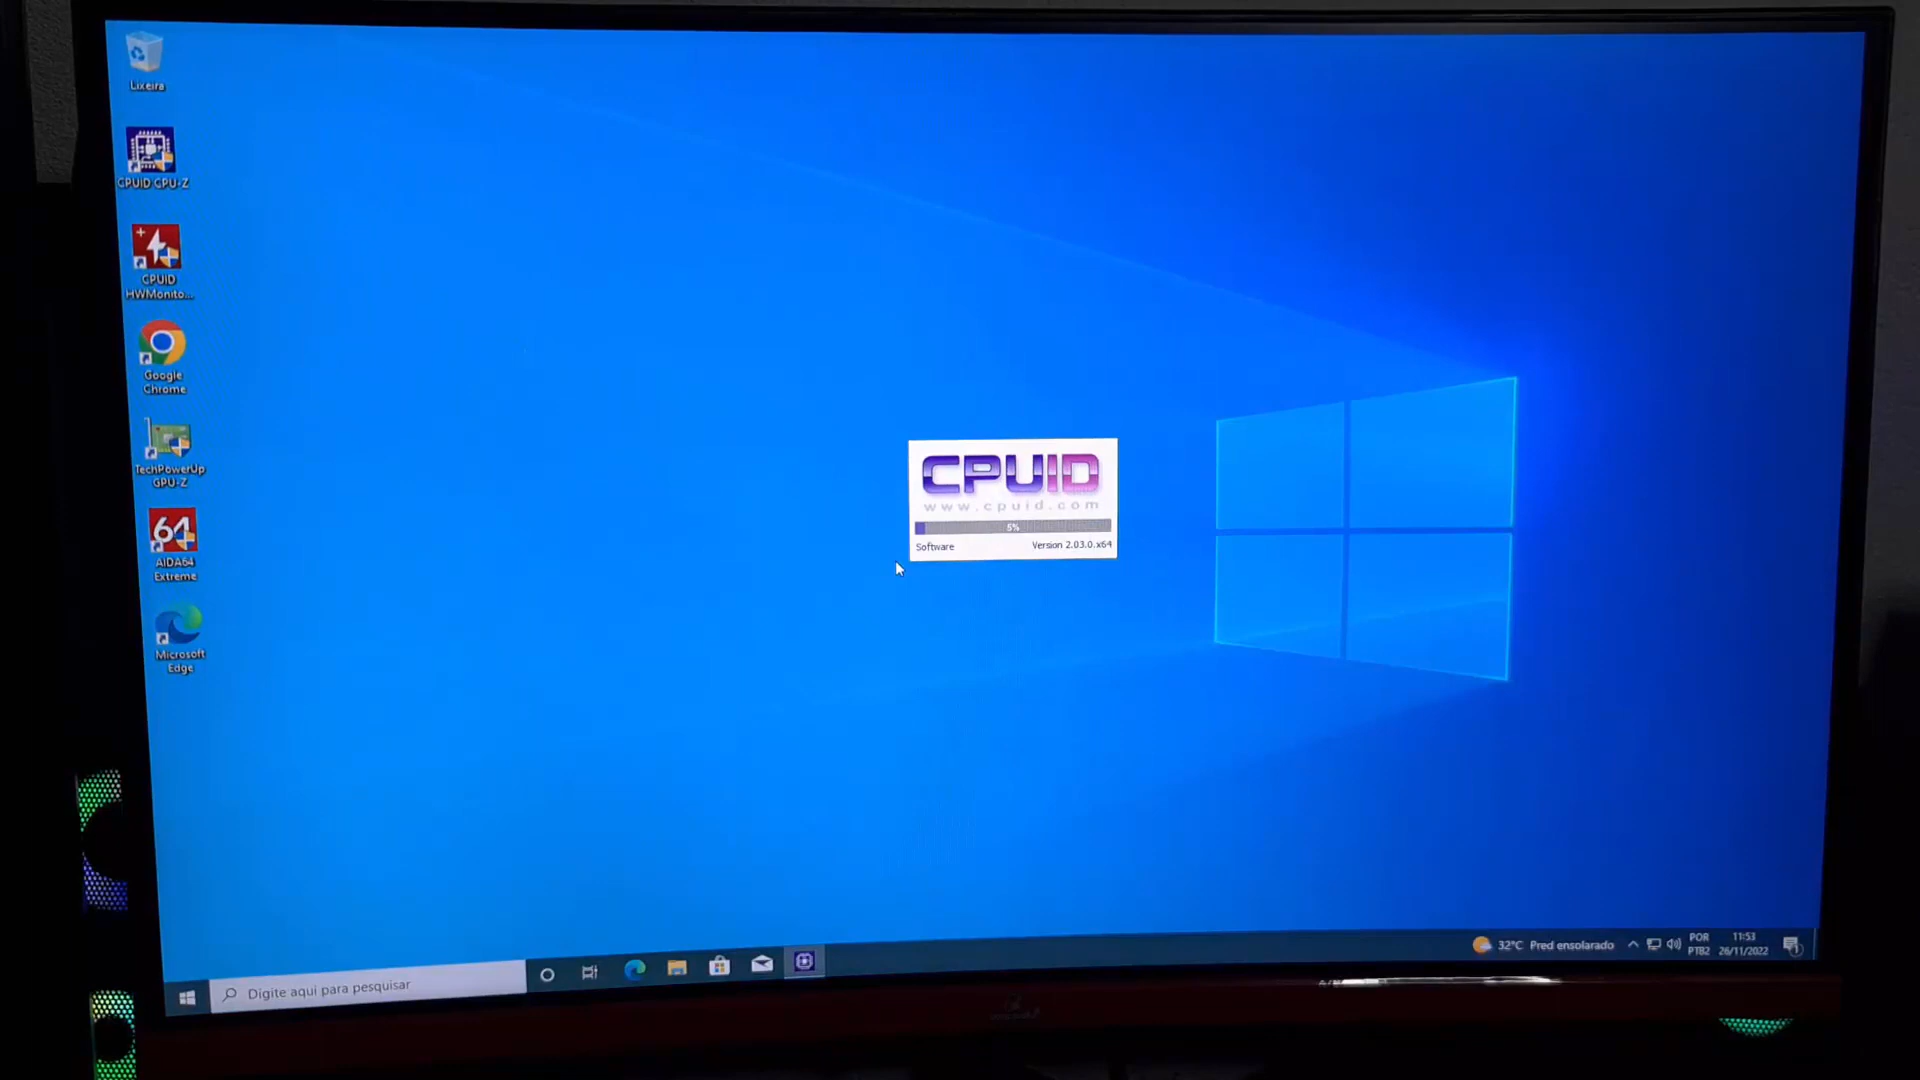 Lixeira
CPUID CPU-Z
CPUID
HWMonito...
Google
Chrome
TechPowerUp
GPU-Z
64
AIDA64
Extreme
Microsoft
Edge
CPUID
www.cpuid.com
5%
Software Version 2.03.0.x64
Digite aqui para pesquisar
32°C Pred ensolarado
POR
PTB2
11:53
26/11/2022
1